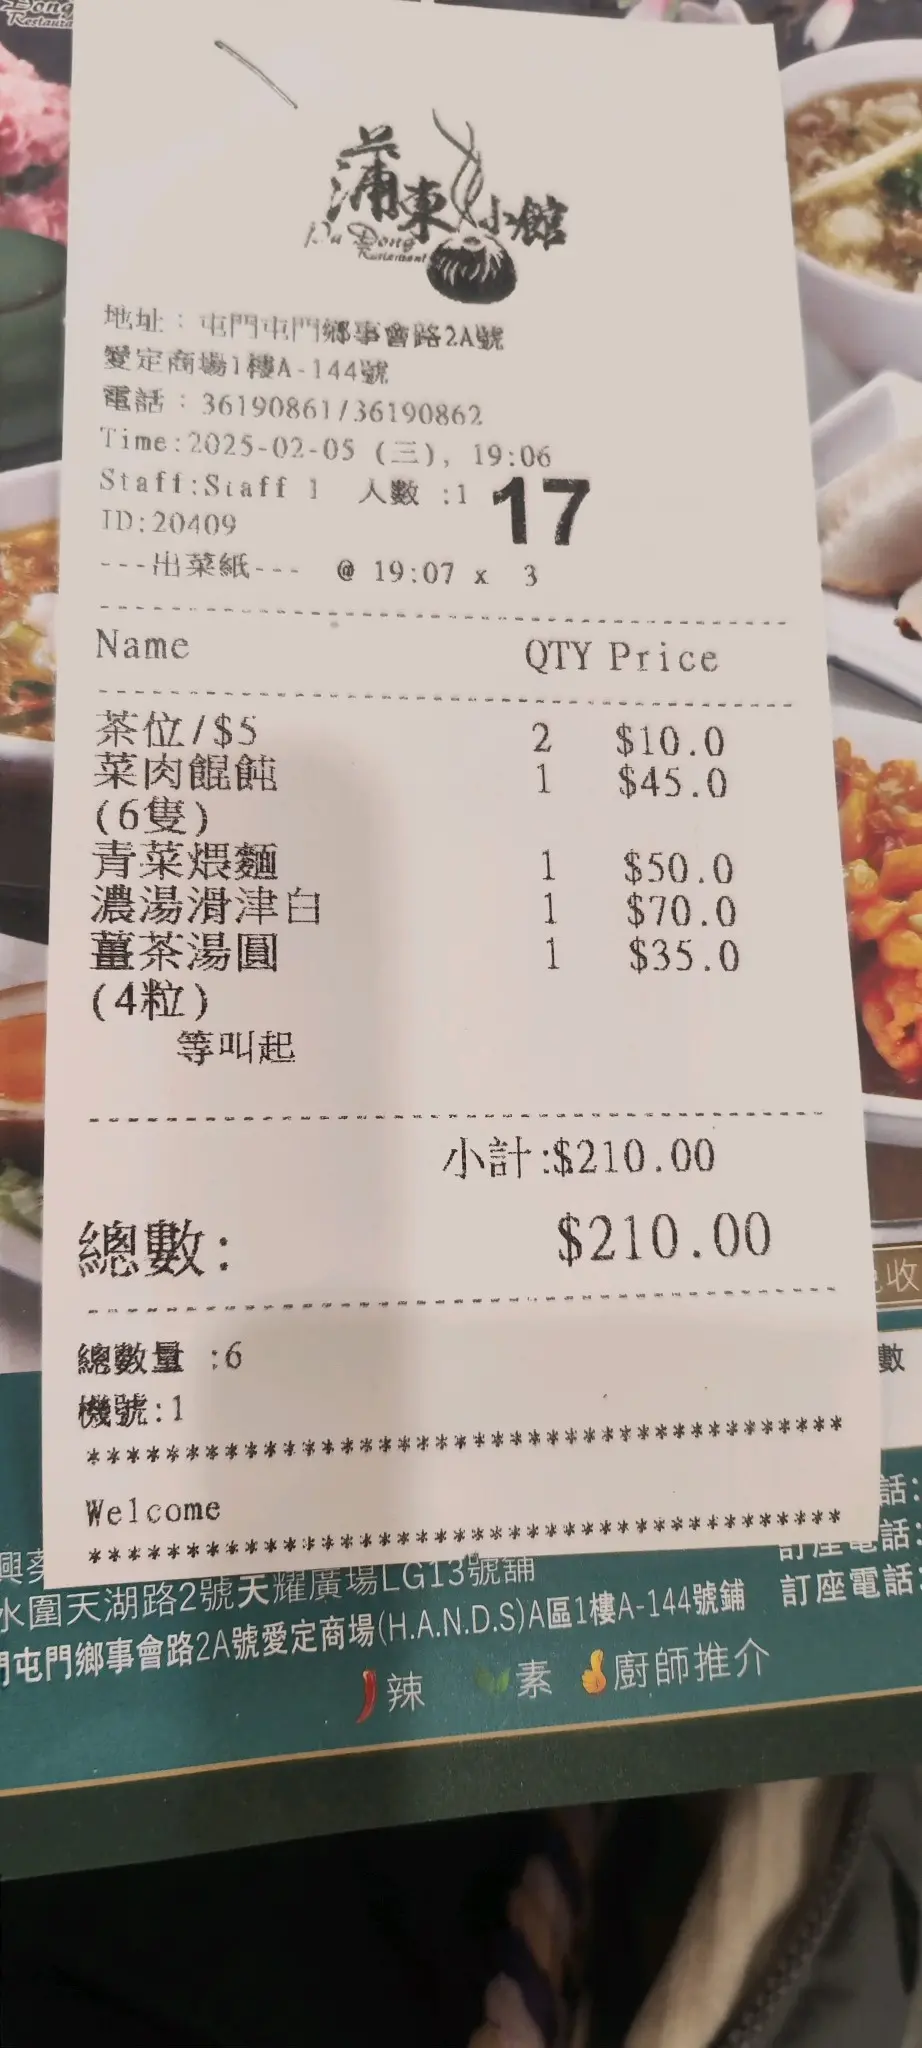 蒲東小館
Pu Dong
Restaurant
地址：屯門屯門鄉事會路2A號
愛定商場1樓A-144號
電話：36190861/36190862
Time:2025-02-05 (三), 19:06
Staff:Staff 1 人數 :1 17
ID:20409
---出菜紙--- @ 19:07 x 3
Name QTY Price
茶位/$5 2 $10.0
菜肉餛飩 1 $45.0
(6隻)
青菜煨麵 1 $50.0
濃湯滑津白 1 $70.0
薑茶湯圓 1 $35.0
(4粒)
等叫起
小計:$210.00
總數: $210.00
總數量 :6
機號:1
****************************************
Welcome
****************************************
收
數
話:
訂座電話:
水圍天湖路2號天耀廣場LG13號舖
訂座電話:
門屯門鄉事會路2A號愛定商場(H.A.N.D.S)A區1樓A-144號鋪
辣 素 廚師推介